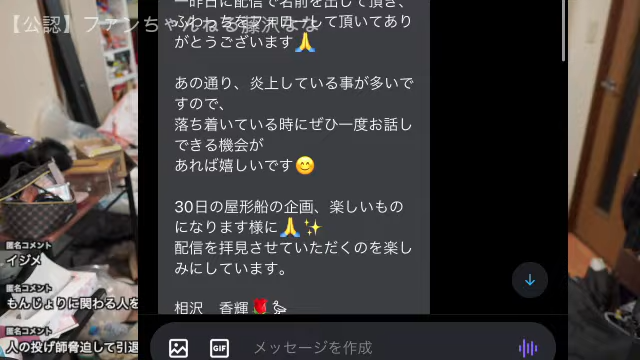 一昨日に配信で名前を出して頂き、
【公認】ファンちゃんねる藤沢なな
ふわっちをフォローして頂いてあり
がとうございます🙏
あの通り、炎上している事が多いで
すので、
落ち着いている時にぜひ一度お話し
できる機会が
あれば嬉しいです😊
30日の屋形船の企画、楽しいもの
になります様に🙏✨
配信を拝見させていただくのを楽し
みにしています。
相沢　香輝🌹🦢
匿名コメント
イジメ
匿名コメント
もんじょりに関わる人を
匿名コメント
人の投げ師脅迫して引退
GIF
メッセージを作成